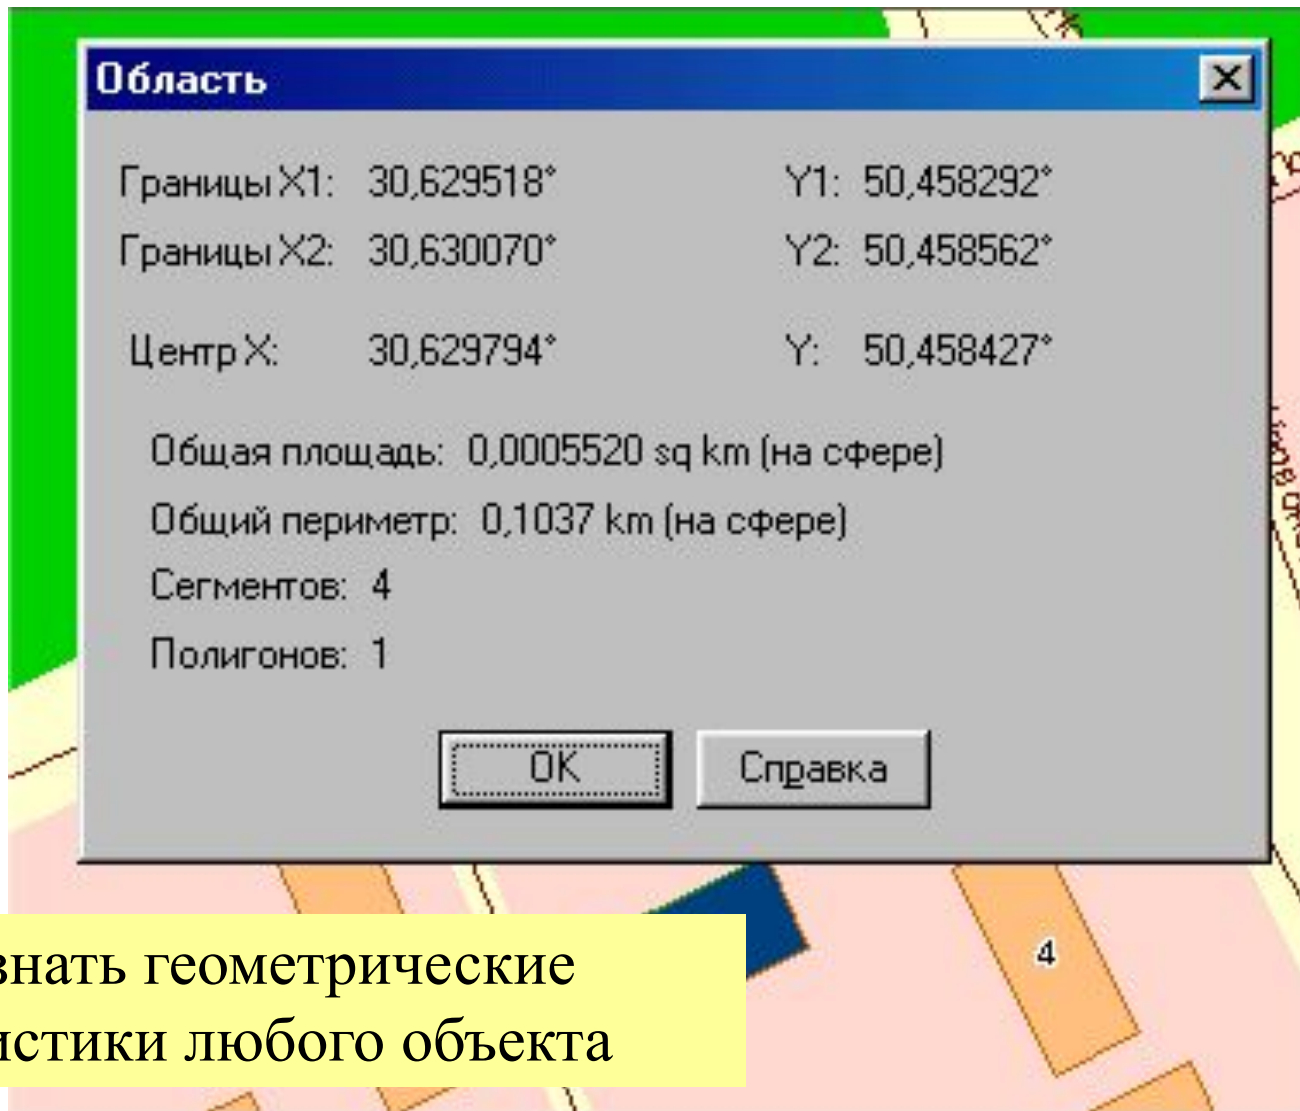 Область
Границы X1: 30,629518° Y1: 50,458292°
Границы X2: 30,630070° Y2: 50,458562°
Центр X: 30,629794° Y: 50,458427°
Общая площадь: 0,0005520 sq km (на сфере)
Общий периметр: 0,1037 km (на сфере)
Сегментов: 4
Полигонов: 1
OK Справка
4
знать геометрические
истики любого объекта